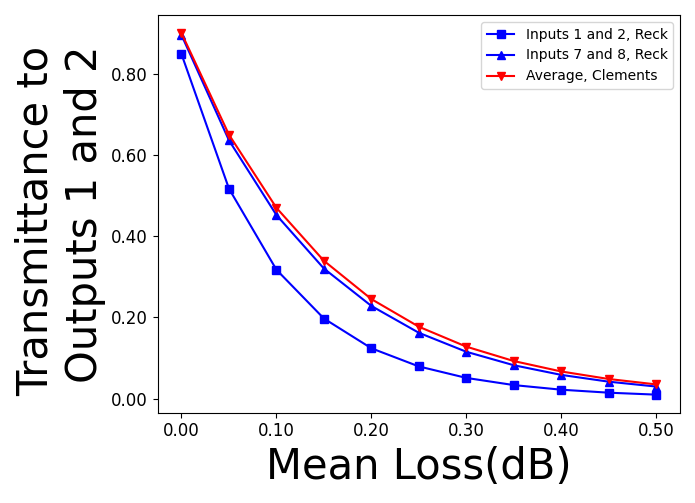 Transmittance to
Outputs 1 and 2
0.80
0.60
0.40
0.20
0.00
Inputs 1 and 2, Reck
Inputs 7 and 8, Reck
Average, Clements
0.00 0.10 0.20 0.30 0.40 0.50
Mean Loss(dB)